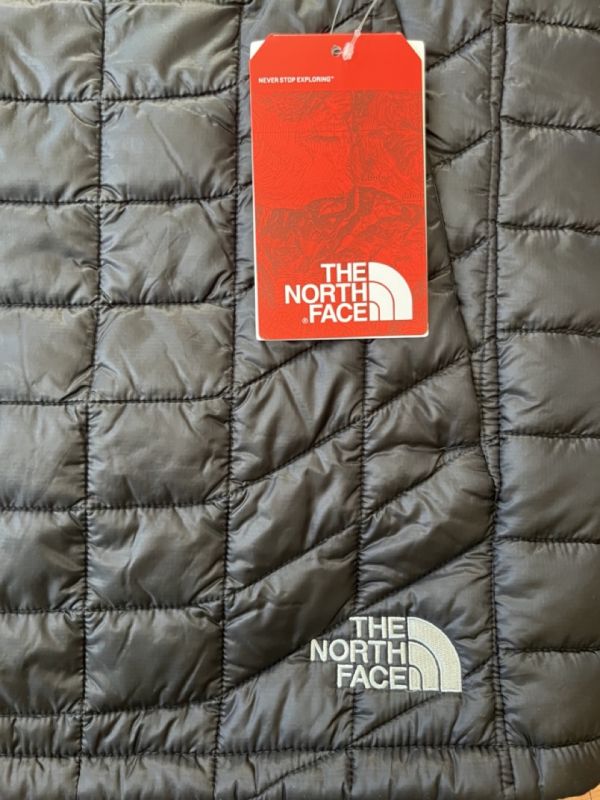 NEVER STOP EXPLORING™
THE
NORTH
®FACE
THE
NORTH
FACE